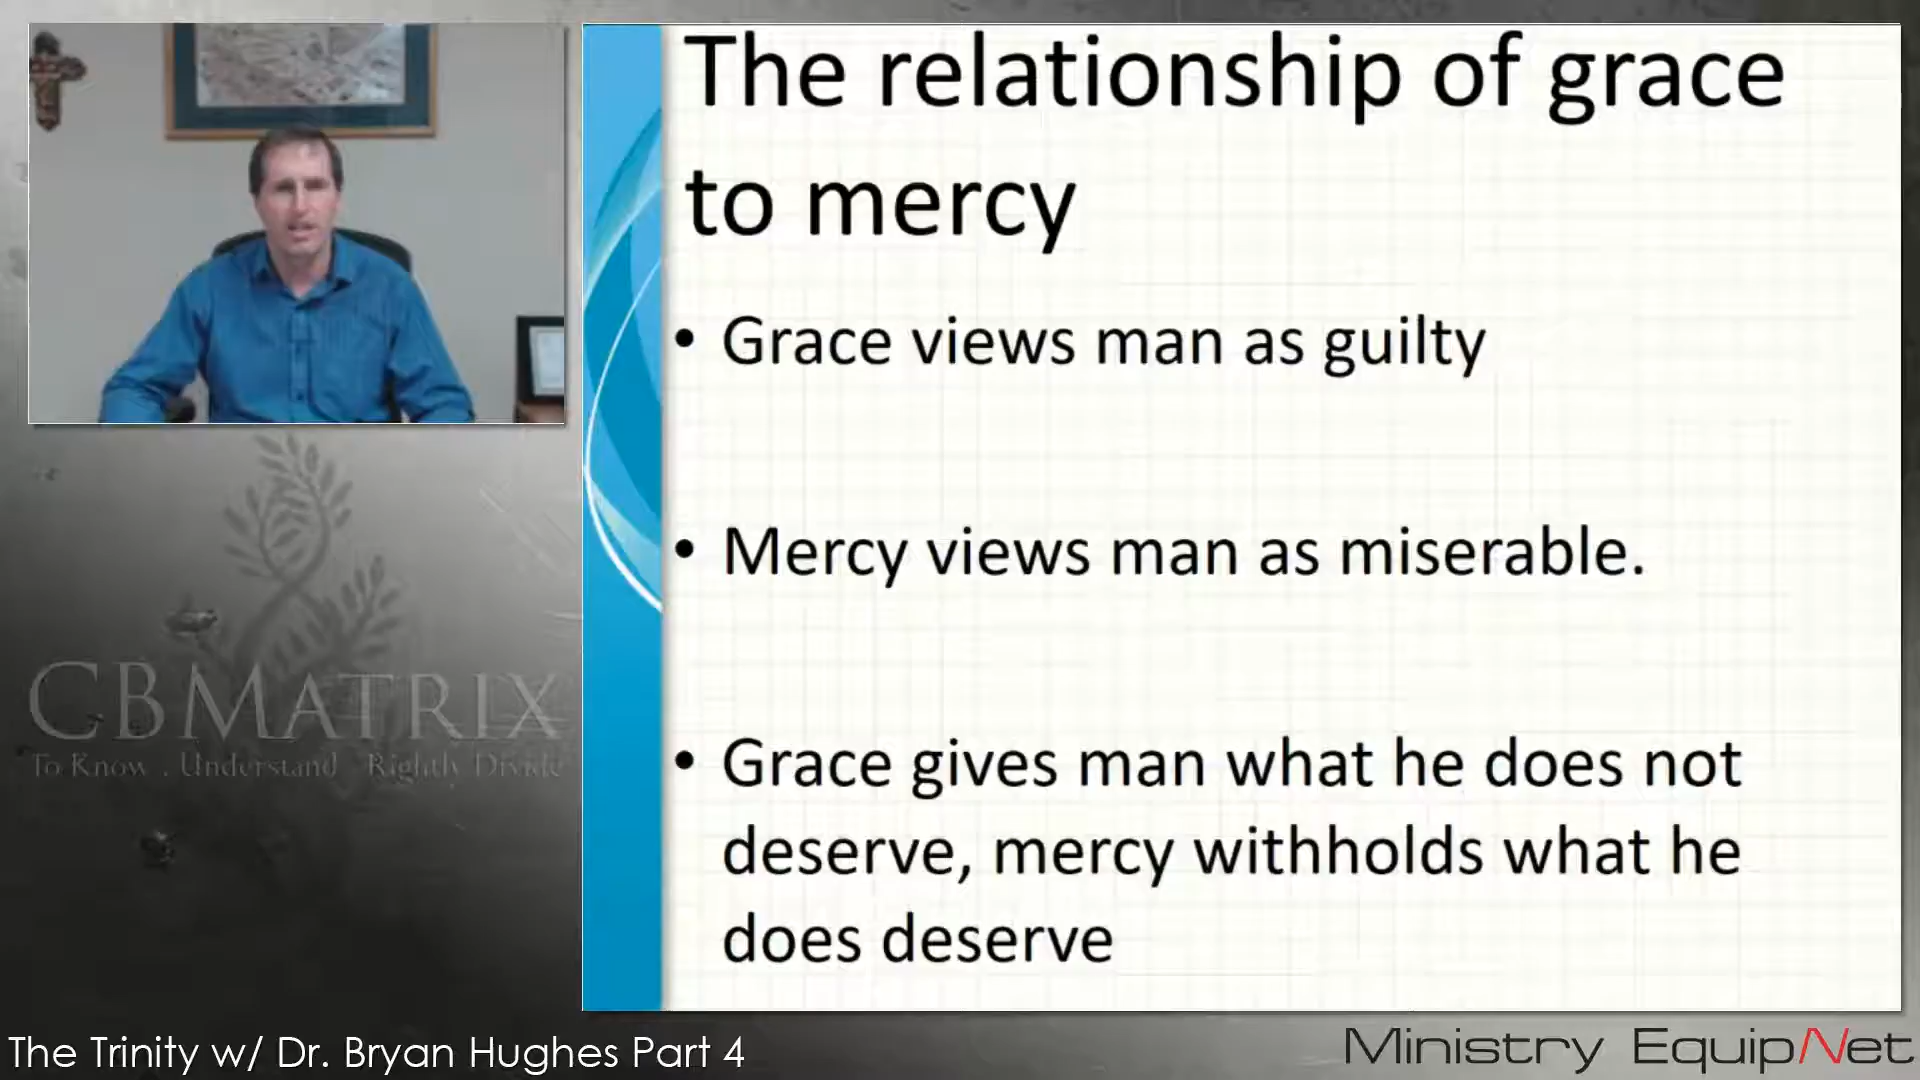 The relationship of grace
to mercy
• Grace views man as guilty
• Mercy views man as miserable.
• Grace gives man what he does not
deserve, mercy withholds what he
does deserve
CBMATRIX
To Know . Understand . Rightly Divide
The Trinity w/ Dr. Bryan Hughes Part 4
Ministry EquipNet